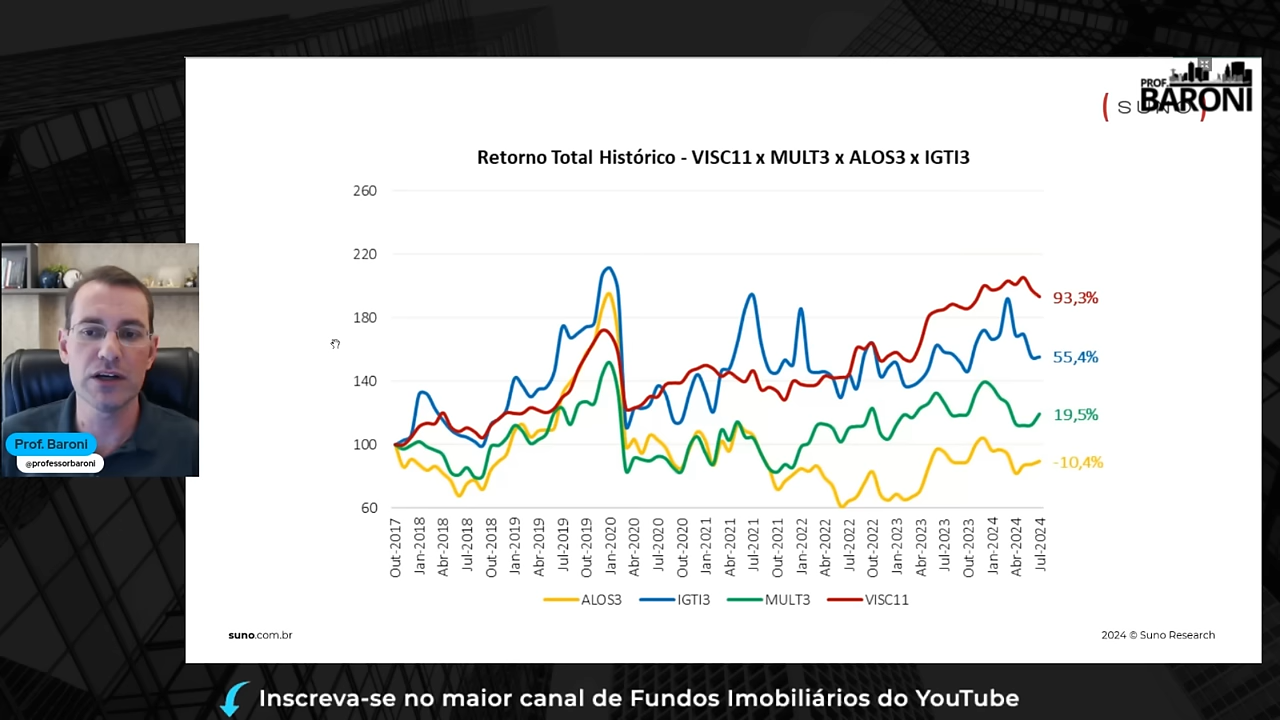 PROF.
BARONI
( SUNO )
Retorno Total Histórico - VISC11 x MULT3 x ALOS3 x IGTI3
260
220
180
140
100
60
93,3%
55,4%
19,5%
-10,4%
Out-2017
Jan-2018
Abr-2018
Jul-2018
Out-2018
Jan-2019
Abr-2019
Jul-2019
Out-2019
Jan-2020
Abr-2020
Jul-2020
Out-2020
Jan-2021
Abr-2021
Jul-2021
Out-2021
Jan-2022
Abr-2022
Jul-2022
Out-2022
Jan-2023
Abr-2023
Jul-2023
Out-2023
Jan-2024
Abr-2024
Jul-2024
ALOS3 IGTI3 MULT3 VISC11
Prof. Baroni
@professorbaroni
suno.com.br
2024 © Suno Research
Inscreva-se no maior canal de Fundos Imobiliários do YouTube